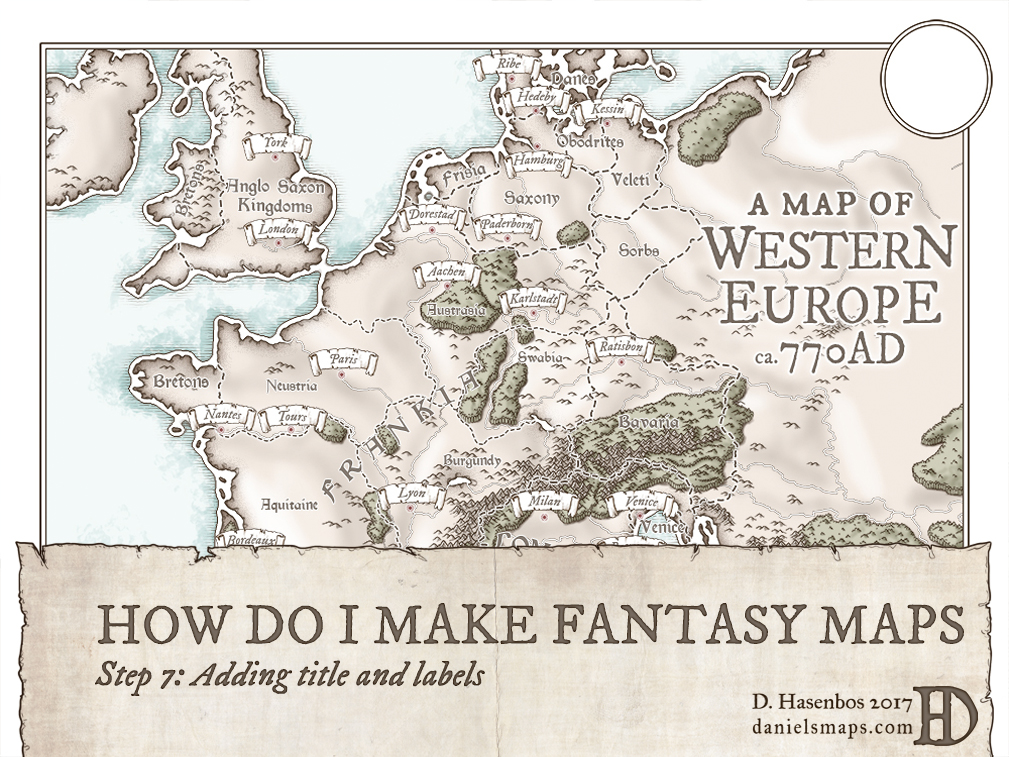 Ribe
Danes
Hedeby
Kessin
York
Obodrites
Hamburg
Frisia
Veleti
Bretons
Anglo Saxon
Kingdoms
Saxony
A MAP OF
WESTERN
EUROPE
ca. 770AD
Dorestad
Paderborn
London
Sorbs
Aachen
Karlstadt
Austrasia
Ratisbon
Paris
Swabia
Bretons
Neustria
FRANKIA
Nantes
Tours
Bavaria
Burgundy
Lyon
Milan
Venice
Aquitaine
Venice
Bordeaux
HOW DO I MAKE FANTASY MAPS
Step 7: Adding title and labels
D. Hasenbos 2017
danielsmaps.com
HD